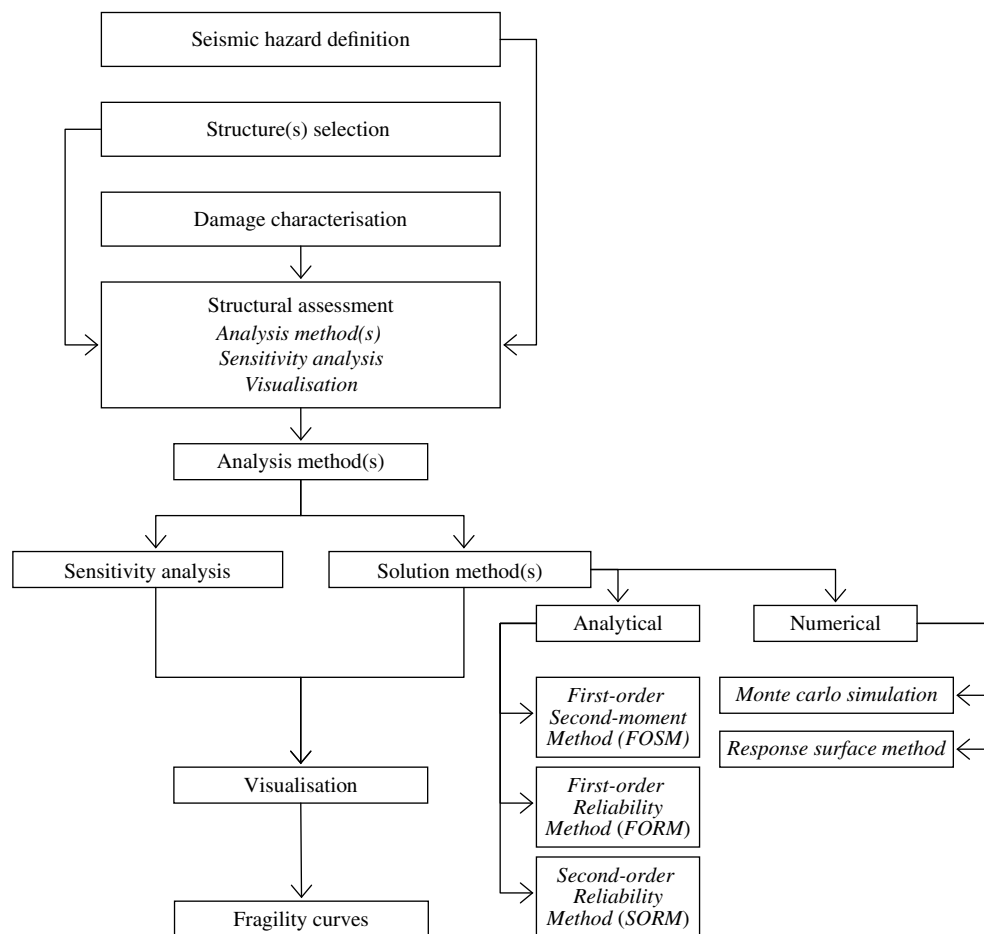 Seismic hazard definition
Structure(s) selection
Damage characterisation
Structural assessment
Analysis method(s)
Sensitivity analysis
Visualisation
Analysis method(s)
Sensitivity analysis
Solution method(s)
Analytical
Numerical
First-order
Second-moment
Method (FOSM)
First-order
Reliability
Method (FORM)
Second-order
Reliability
Method (SORM)
Monte carlo simulation
Response surface method
Visualisation
Fragility curves